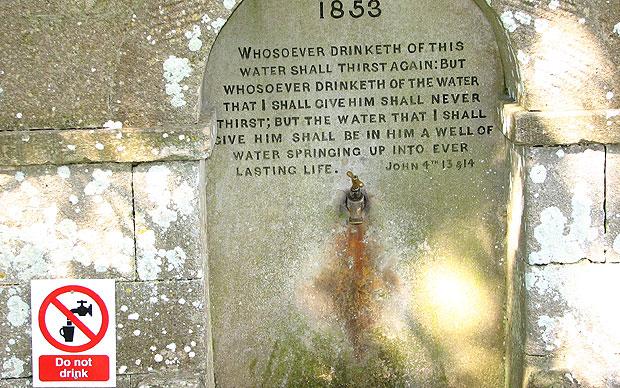 1853
WHOSOEVER DRINKETH OF THIS
WATER SHALL THIRST AGAIN: BUT
WHOSOEVER DRINKETH OF THE WATER
THAT I SHALL GIVE HIM SHALL NEVER
THIRST; BUT THE WATER THAT I SHALL
GIVE HIM SHALL BE IN HIM A WELL OF
WATER SPRINGING UP INTO EVER
LASTING LIFE. JOHN 4TH 13 & 14
Do not
drink